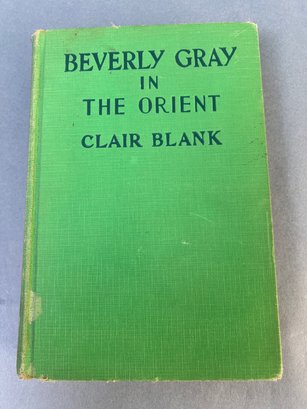 BEVERLY GRAY
IN
THE ORIENT
CLAIR BLANK